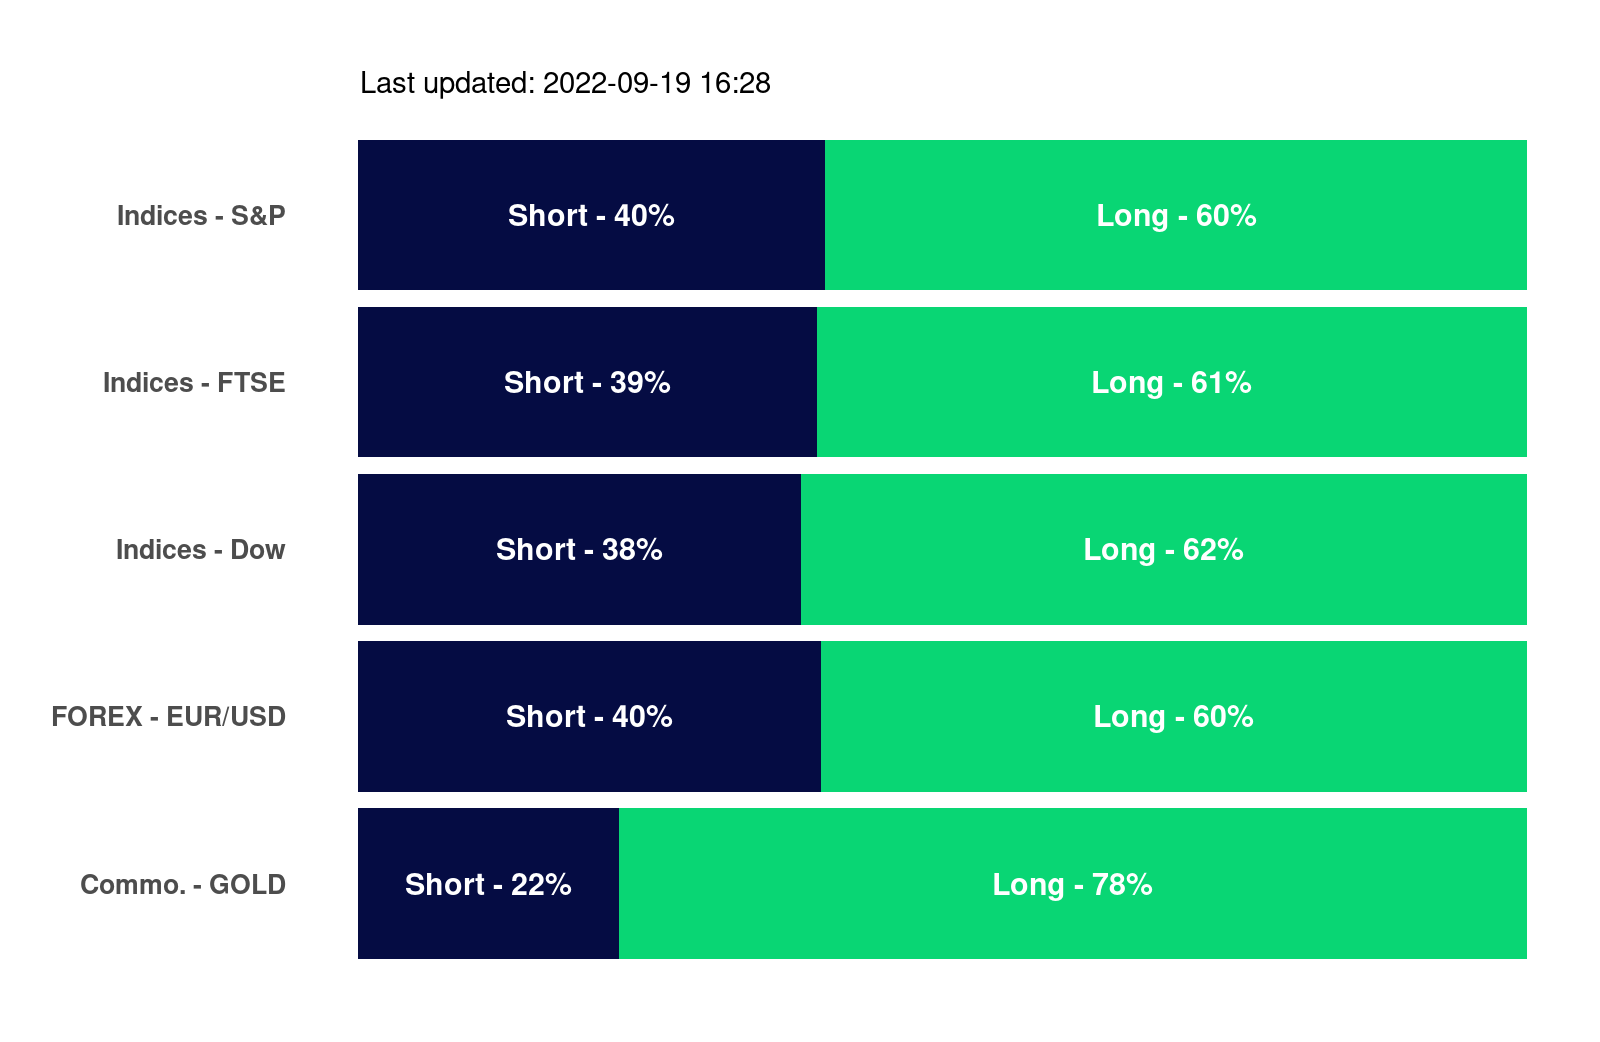 Last updated: 2022-09-19 16:28
Indices - S&P Short - 40% Long - 60%
Indices - FTSE Short - 39% Long - 61%
Indices - Dow Short - 38% Long - 62%
FOREX - EUR/USD Short - 40% Long - 60%
Commo. - GOLD Short - 22% Long - 78%